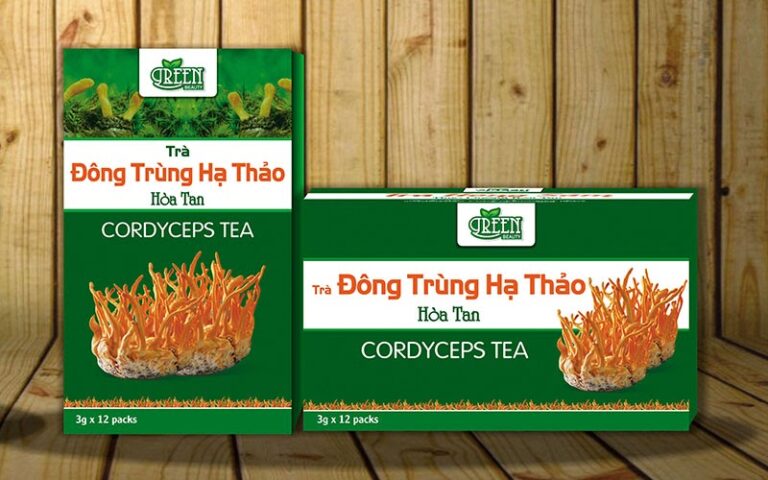 GREEN
BEAUTY
Trà
Đông Trùng Hạ Thảo
Hòa Tan
CORDYCEPS TEA
3g x 12 packs
GREEN
BEAUTY
Trà Đông Trùng Hạ Thảo
Hòa Tan
CORDYCEPS TEA
3g x 12 packs